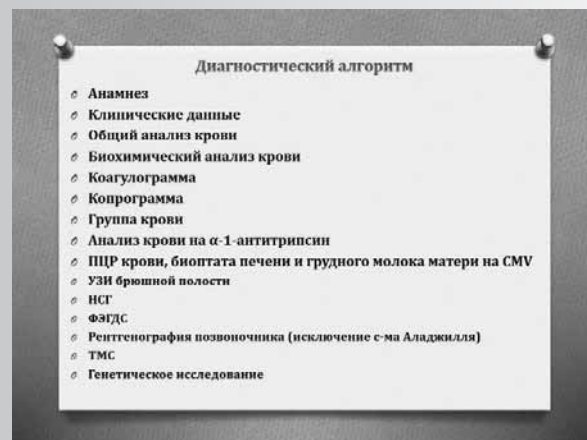 Диагностический алгоритм
Анамнез
Клинические данные
Общий анализ крови
Биохимический анализ крови
Коагулограмма
Копрограмма
Группа крови
Анализ крови на α-1-антитрипсин
ПЦР крови, биоптата печени и грудного молока матери на CMV
УЗИ брюшной полости
НСГ
ФЭГДС
Рентгенография позвоночника (исключение с-ма Аладжилля)
ТМС
Генетическое исследование